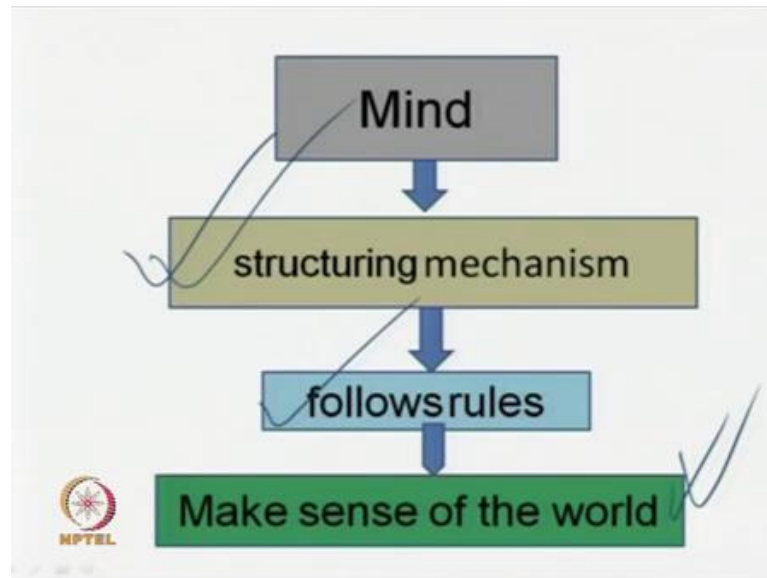 Mind
structuring mechanism
follows rules
Make sense of the world
NPTEL